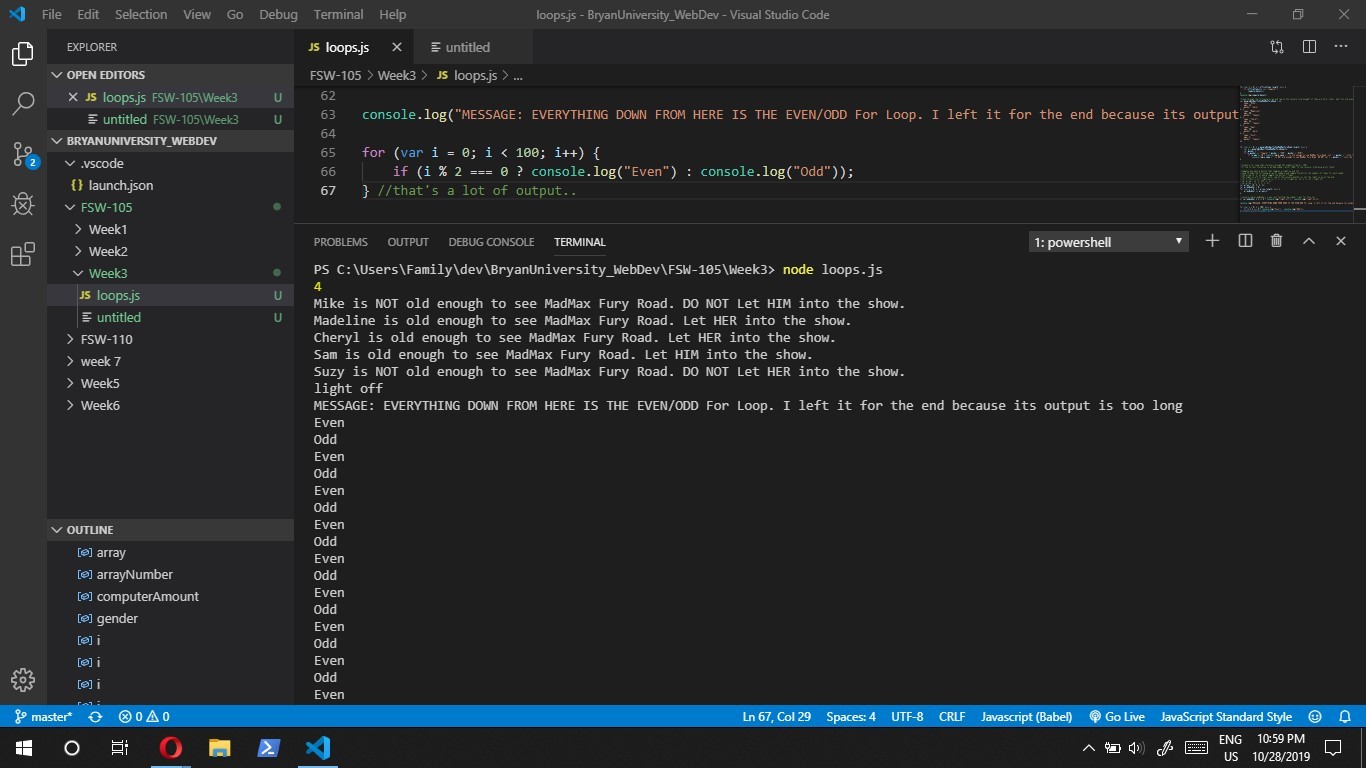 File Edit Selection View Go Debug Terminal Help
loops.js - BryanUniversity_WebDev - Visual Studio Code
EXPLORER
OPEN EDITORS
JS loops.js FSW-105\Week3 U
untitled FSW-105\Week3 U
BRYANUNIVERSITY_WEBDEV
.vscode
{} launch.json
FSW-105
Week1
Week2
Week3
JS loops.js U
untitled U
FSW-110
week 7
Week5
Week6
2
OUTLINE
array
arrayNumber
computerAmount
gender
i
i
i
JS loops.js
untitled
FSW-105 > Week3 > JS loops.js > ...
62
63 console.log("MESSAGE: EVERYTHING DOWN FROM HERE IS THE EVEN/ODD For Loop. I left it for the end because its output
64
65 for (var i = 0; i < 100; i++) {
66 if (i % 2 === 0 ? console.log("Even") : console.log("Odd"));
67 } //that's a lot of output..
PROBLEMS OUTPUT DEBUG CONSOLE TERMINAL
1: powershell
PS C:\Users\Family\dev\BryanUniversity_WebDev\FSW-105\Week3> node loops.js
4
Mike is NOT old enough to see MadMax Fury Road. DO NOT Let HIM into the show.
Madeline is old enough to see MadMax Fury Road. Let HER into the show.
Cheryl is old enough to see MadMax Fury Road. Let HER into the show.
Sam is old enough to see MadMax Fury Road. Let HIM into the show.
Suzy is NOT old enough to see MadMax Fury Road. DO NOT Let HER into the show.
light off
MESSAGE: EVERYTHING DOWN FROM HERE IS THE EVEN/ODD For Loop. I left it for the end because its output is too long
Even
Odd
Even
Odd
Even
Odd
Even
Odd
Even
Odd
Even
Odd
Even
Odd
Even
Odd
Even
master* 0 0
Ln 67, Col 29 Spaces: 4 UTF-8 CRLF Javascript (Babel) Go Live JavaScript Standard Style
ENG
US
10:59 PM
10/28/2019